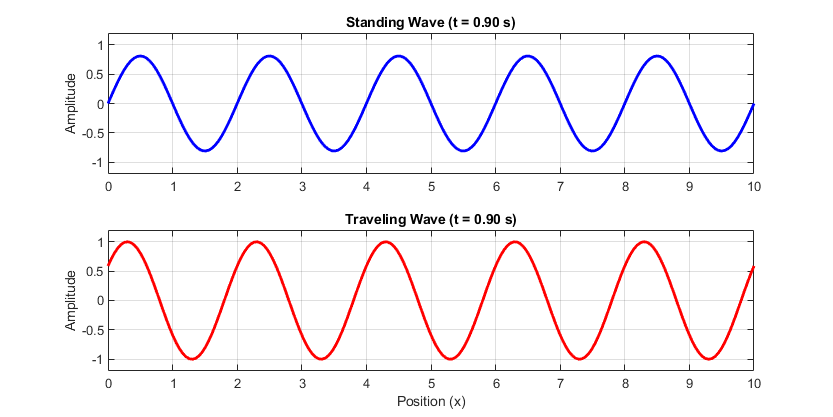 Standing Wave (t = 0.90 s)
Amplitude
1
0.5
0
-0.5
-1
0 1 2 3 4 5 6 7 8 9 10
Traveling Wave (t = 0.90 s)
Amplitude
1
0.5
0
-0.5
-1
0 1 2 3 4 5 6 7 8 9 10
Position (x)